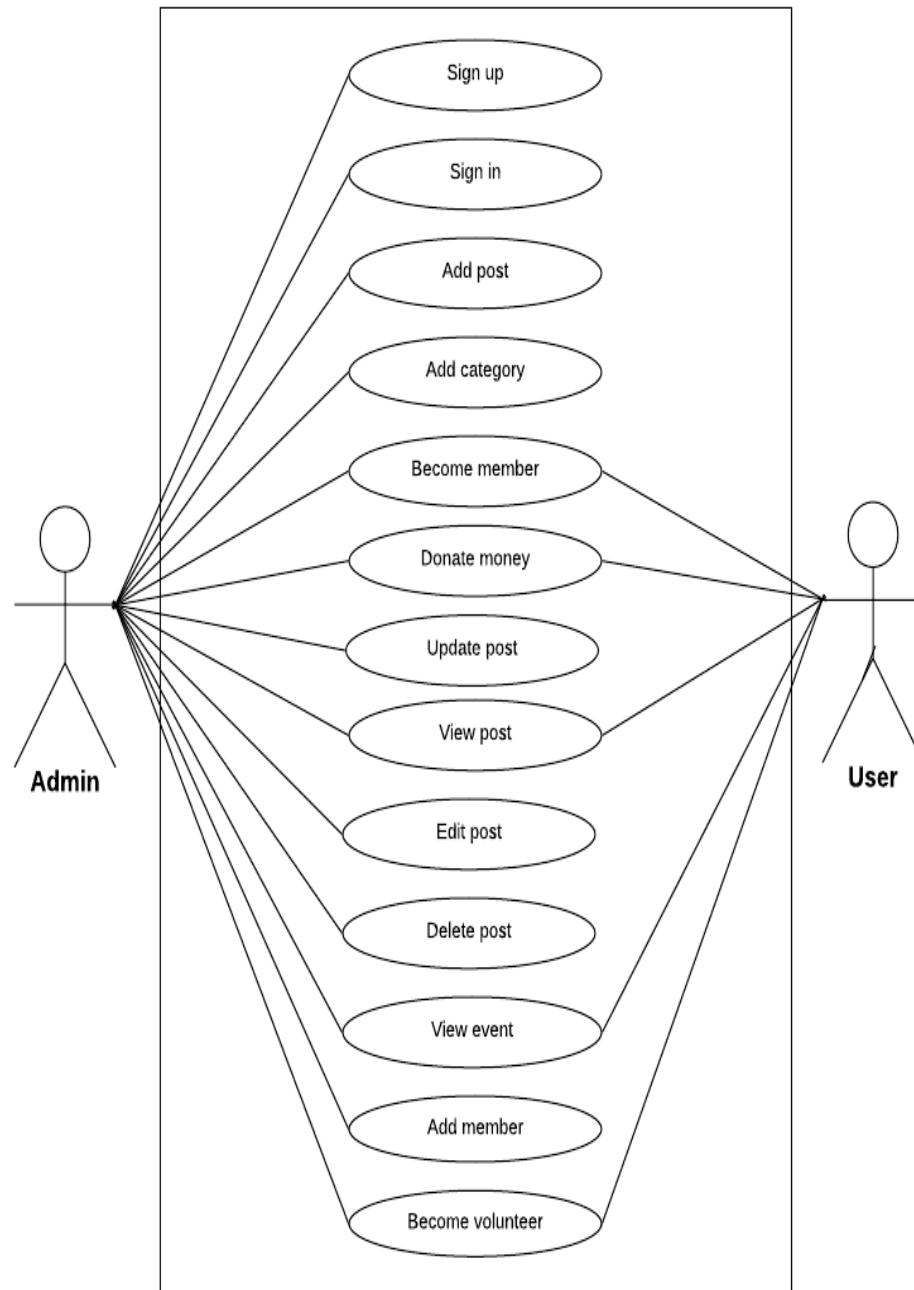 Sign up
Sign in
Add post
Add category
Become member
Donate money
Update post
View post
Admin
User
Edit post
Delete post
View event
Add member
Become volunteer